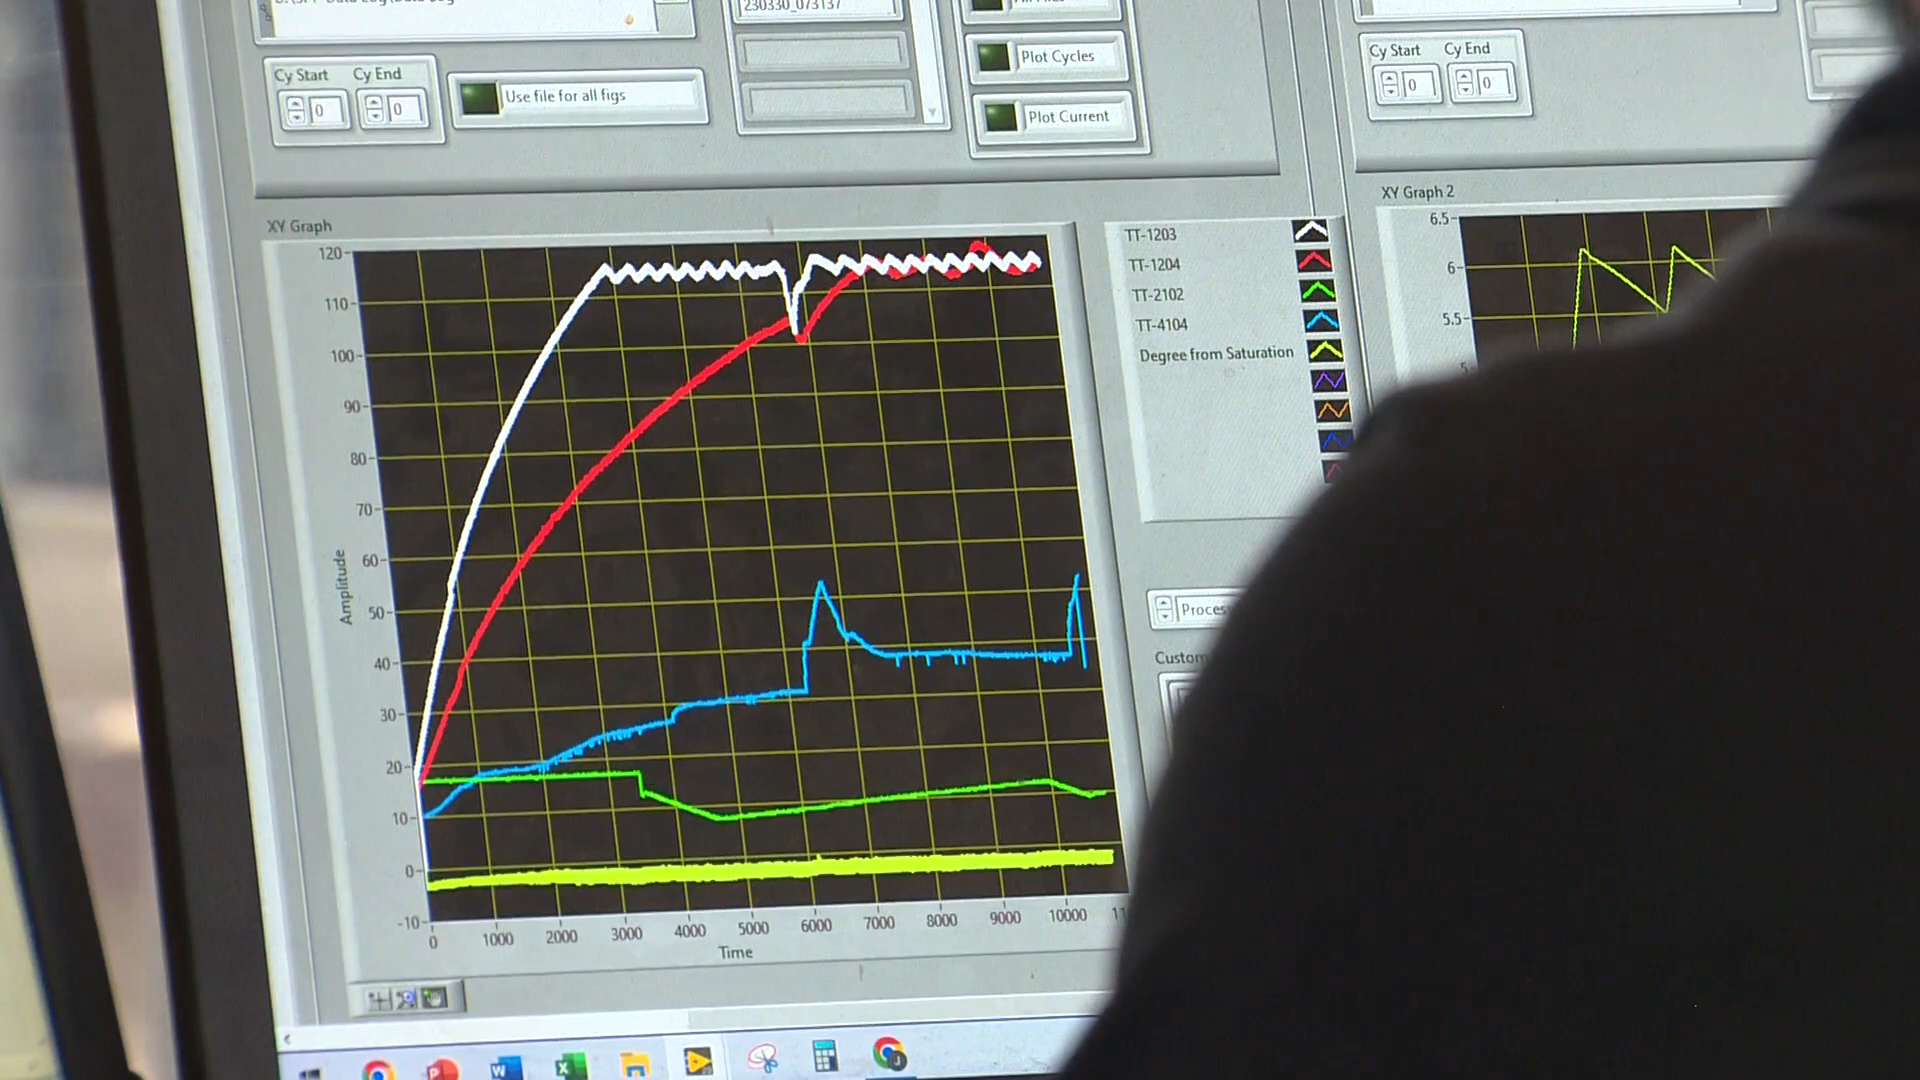 230330_073137
Cy Start Cy End
0 0
Use file for all figs
Plot Cycles
Plot Current
Cy Start Cy End
0 0
XY Graph
120
110
100
90
80
70
60
50
40
30
20
10
0
-10
Amplitude
0 1000 2000 3000 4000 5000 6000 7000 8000 9000 10000 11
Time
TT-1203
TT-1204
TT-2102
TT-4104
Degree from Saturation
XY Graph 2
6.5
6
5.5
Proces
Custom